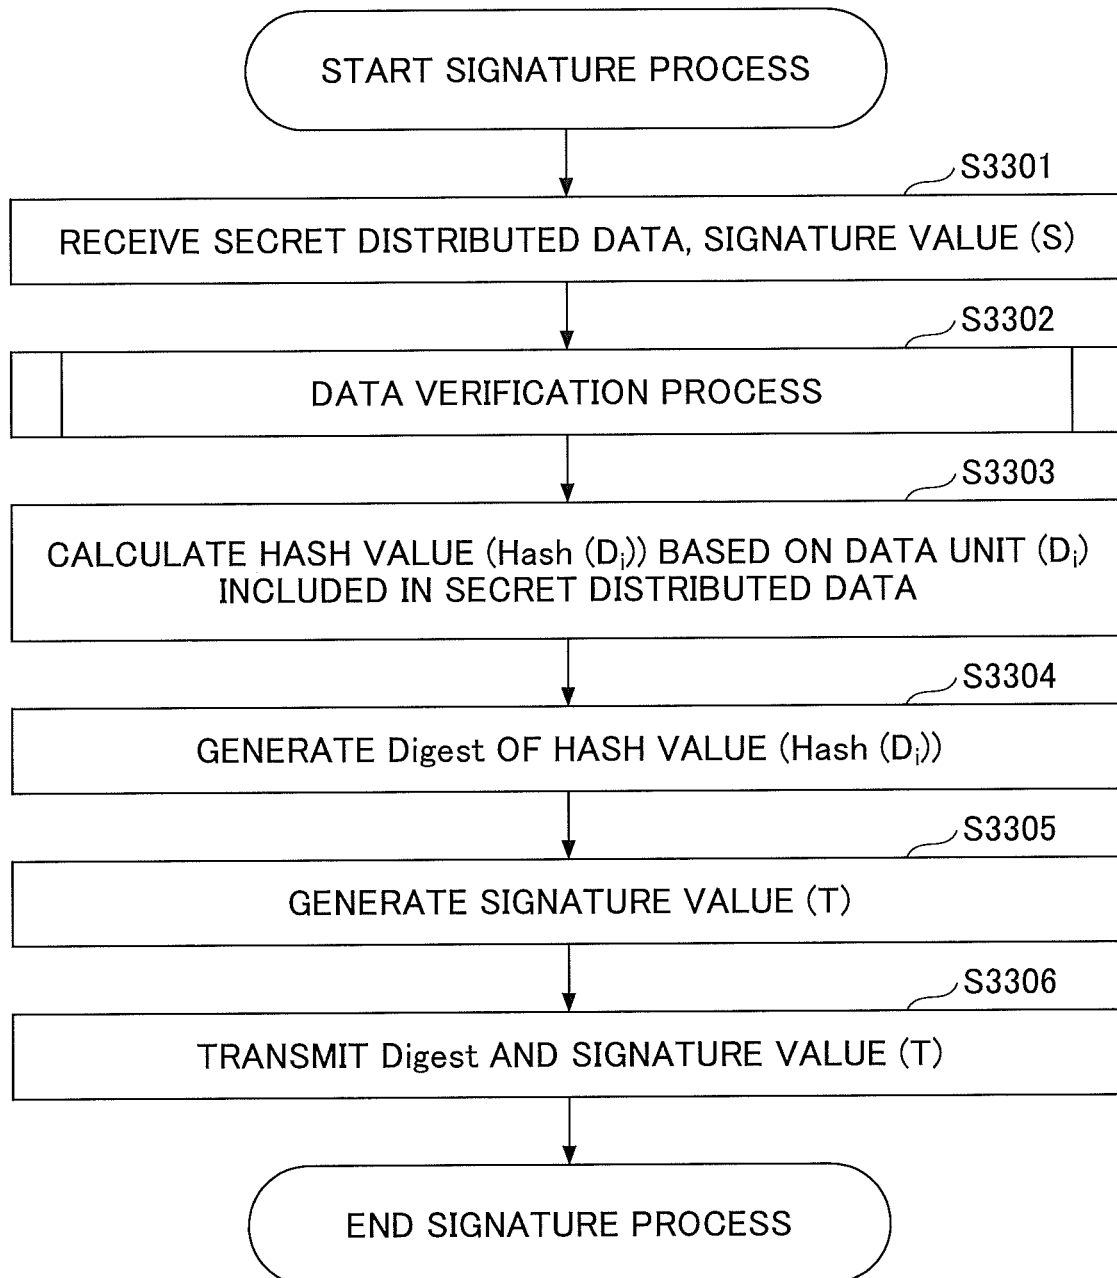 START SIGNATURE PROCESS
S3301
RECEIVE SECRET DISTRIBUTED DATA, SIGNATURE VALUE (S)
S3302
DATA VERIFICATION PROCESS
S3303
CALCULATE HASH VALUE (Hash (Di)) BASED ON DATA UNIT (Di)
INCLUDED IN SECRET DISTRIBUTED DATA
S3304
GENERATE Digest OF HASH VALUE (Hash (Di))
S3305
GENERATE SIGNATURE VALUE (T)
S3306
TRANSMIT Digest AND SIGNATURE VALUE (T)
END SIGNATURE PROCESS